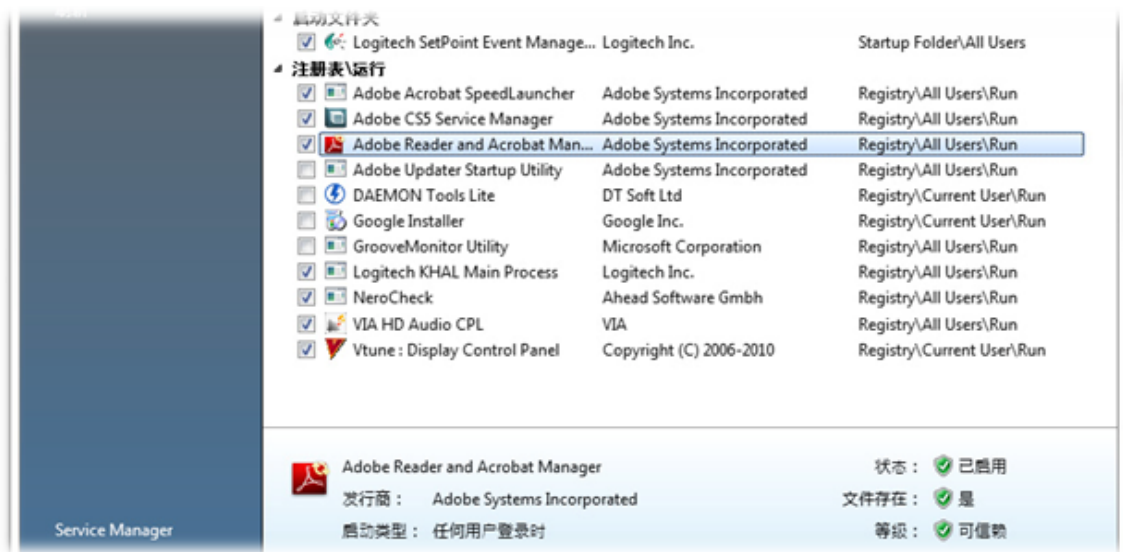 启动文件夹
Logitech SetPoint Event Manage... Logitech Inc. Startup Folder\All Users
注册表\运行
Adobe Acrobat SpeedLauncher Adobe Systems Incorporated Registry\All Users\Run
Adobe CS5 Service Manager Adobe Systems Incorporated Registry\All Users\Run
Adobe Reader and Acrobat Man... Adobe Systems Incorporated Registry\All Users\Run
Adobe Updater Startup Utility Adobe Systems Incorporated Registry\All Users\Run
DAEMON Tools Lite DT Soft Ltd Registry\Current User\Run
Google Installer Google Inc. Registry\Current User\Run
GrooveMonitor Utility Microsoft Corporation Registry\All Users\Run
Logitech KHAL Main Process Logitech Inc. Registry\All Users\Run
NeroCheck Ahead Software Gmbh Registry\All Users\Run
VIA HD Audio CPL VIA Registry\All Users\Run
Vtune : Display Control Panel Copyright (C) 2006-2010 Registry\Current User\Run
Adobe Reader and Acrobat Manager 状态： 已启用
发行商： Adobe Systems Incorporated 文件存在： 是
Service Manager 启动类型： 任何用户登录时 等级： 可信赖